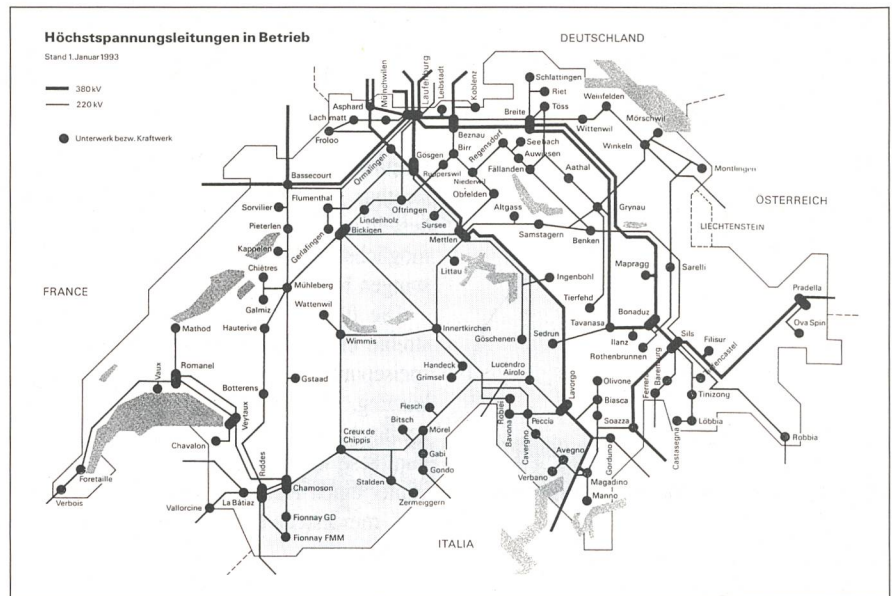 Höchstspannungsleitungen in Betrieb
Stand 1. Januar 1993
380 kV
220 kV
Unterwerk bezw. Kraftwerk
DEUTSCHLAND
FRANCE
ÖSTERREICH
LIECHTENSTEIN
ITALIA
Asphard
Münchwilen
Laufenburg
Leibstadt
Koblenz
Schlattingen
Riet
Töss
Weinfelden
Mörschwil
Lachmatt
Froloo
Beznau
Breite
Wittenwil
Winkeln
Montlingen
Ormalingen
Gösgen
Birr
Regensdorf
Seebach
Auwiesen
Fällanden
Aathal
Bassecourt
Rupperswil
Niederwil
Obfelden
Flumenthal
Sorvilier
Oftringen
Lindenholz
Sursee
Altgass
Grynau
Pieterlen
Gerlafingen
Bickigen
Mettlen
Samstagern
Benken
Kappelen
Chiètres
Littau
Ingenbohl
Mapragg
Sarelli
Galmiz
Mühleberg
Wattenwil
Tierfehd
Bonaduz
Pradella
Mathod
Hauterive
Wimmis
Innertkirchen
Göschenen
Sedrun
Tavanasa
Ilanz
Rothenbrunnen
Sils
Filisur
Ova Spin
Romanel
Vaux
Botterens
Gstaad
Handeck
Grimsel
Lucendro
Airolo
Lavorgo
Olivone
Biasca
Soazza
Ferrera
Bärenburg
Tiefencastel
Tinizong
Löbbia
Castasegna
Robbia
Veytaux
Chavalon
Creux de
Chippis
Fiesch
Bitsch
Mörel
Gabi
Gondo
Robiei
Bavona
Peccia
Cavergno
Avegno
Verbano
Gorduno
Magadino
Manno
Foretaille
Verbois
Riddes
Chamoson
Stalden
Zermeiggern
Vallorcine
La Bâtiaz
Fionnay GD
Fionnay FMM